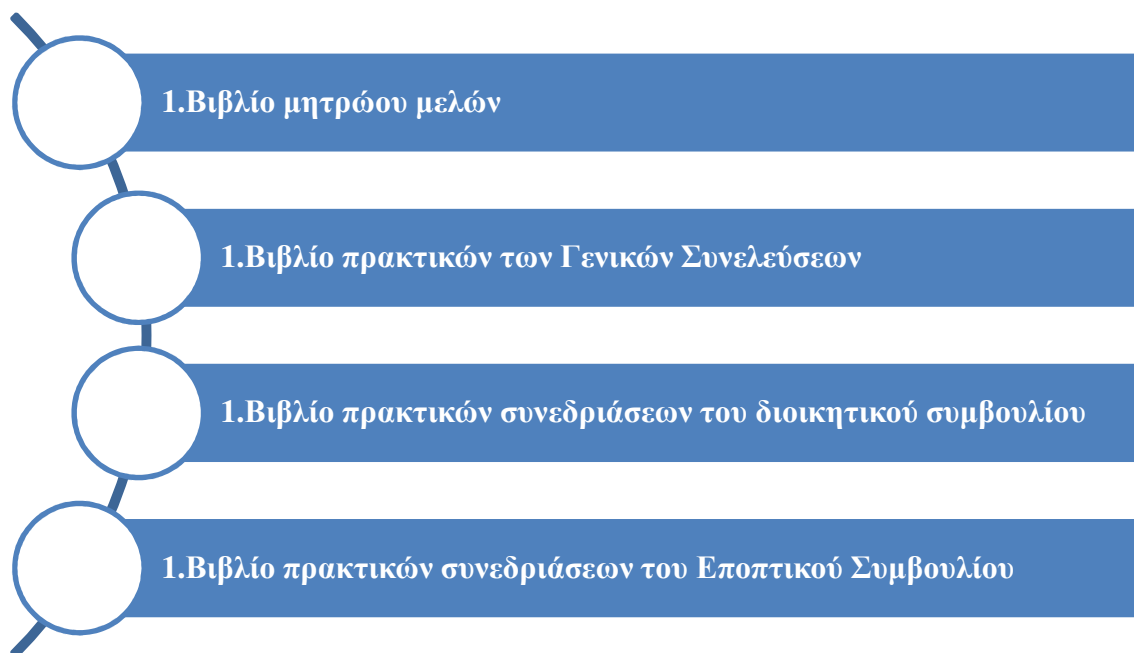 1.Βιβλίο μητρώου μελών
1.Βιβλίο πρακτικών των Γενικών Συνελεύσεων
1.Βιβλίο πρακτικών συνεδριάσεων του διοικητικού συμβουλίου
1.Βιβλίο πρακτικών συνεδριάσεων του Εποπτικού Συμβουλίου